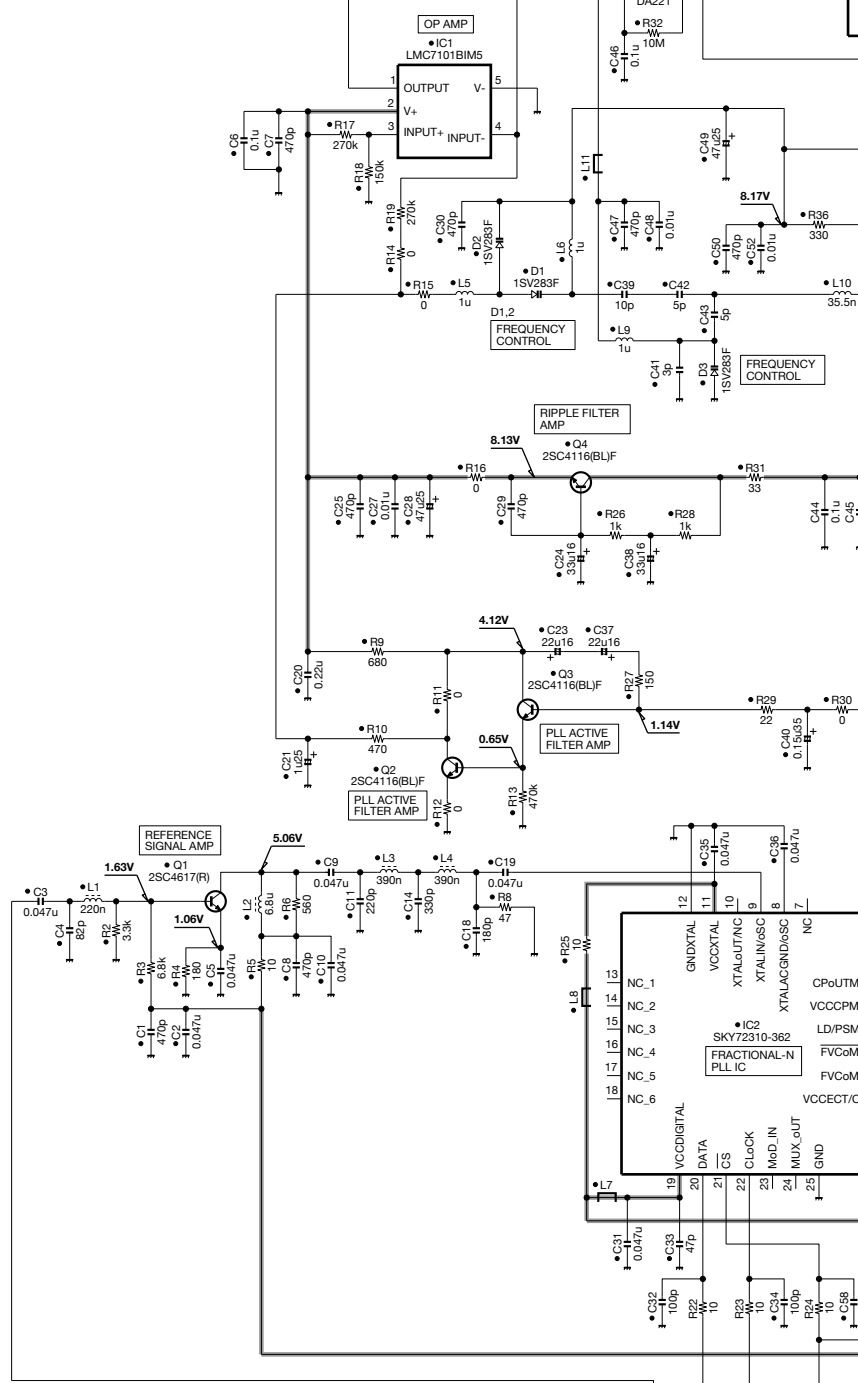 DA221
OP AMP
IC1
LMC7101BIM5
R32
10M
C46
0.1u
1
OUTPUT
V-
5
2
V+
3
INPUT+
INPUT-
4
C6
0.1u
C7
470p
R17
270k
R18
150k
R19
270k
R14
0
C30
470p
D2
1SV283F
L11
L6
1u
C47
470p
C48
0.01u
C49
47u25
+
8.17V
R36
330
C50
470p
C52
0.01u
R15
0
L5
1u
D1
1SV283F
D1,2
FREQUENCY
CONTROL
C39
10p
C42
5p
C43
5p
L10
35.5n
L9
1u
C41
3p
D3
1SV283F
FREQUENCY
CONTROL
RIPPLE FILTER
AMP
8.13V
Q4
2SC4116(BL)F
R16
0
R31
33
C25
470p
C27
0.01u
C28
47u25
+
C29
470p
R26
1k
R28
1k
C24
33u16
+
C38
33u16
+
C44
0.1u
C45
4.12V
C23
22u16
+
C37
22u16
+
R9
680
C20
0.22u
R11
0
Q3
2SC4116(BL)F
R27
150
R29
22
R30
0
1.14V
C40
0.15u35
+
PLL ACTIVE
FILTER AMP
R10
470
0.65V
C21
1u25
+
Q2
2SC4116(BL)F
PLL ACTIVE
FILTER AMP
R12
0
R13
470k
REFERENCE
SIGNAL AMP
Q1
2SC4617(R)
1.63V
5.06V
C9
0.047u
L3
390n
L4
390n
C19
0.047u
C3
0.047u
L1
220n
C4
82p
R2
3.3k
1.06V
L2
6.8u
R6
560
C11
220p
C14
330p
R8
47
C18
180p
R3
6.8k
R4
180
C5
0.047u
R5
10
C8
470p
C10
0.047u
C1
470p
C2
0.047u
C35
0.047u
C36
0.047u
R25
10
L8
12
11
10
9
8
7
GNDXTAL
VCCXTAL
XTALoUT/NC
XTALIN/oSC
XTALACGND/oSC
NC
13
NC_1
14
NC_2
15
NC_3
16
NC_4
17
NC_5
18
NC_6
IC2
SKY72310-362
FRACTIONAL-N
PLL IC
CPoUTM
VCCCPM
LD/PSM
FVCoM
FVCoM
VCCECT/C
VCCDIGITAL
DATA
CS
CLoCK
MoD_IN
MUX_oUT
GND
19
20
21
22
23
24
25
L7
C31
0.047u
C33
47p
C32
100p
R22
10
R23
10
C34
100p
R24
10
C58